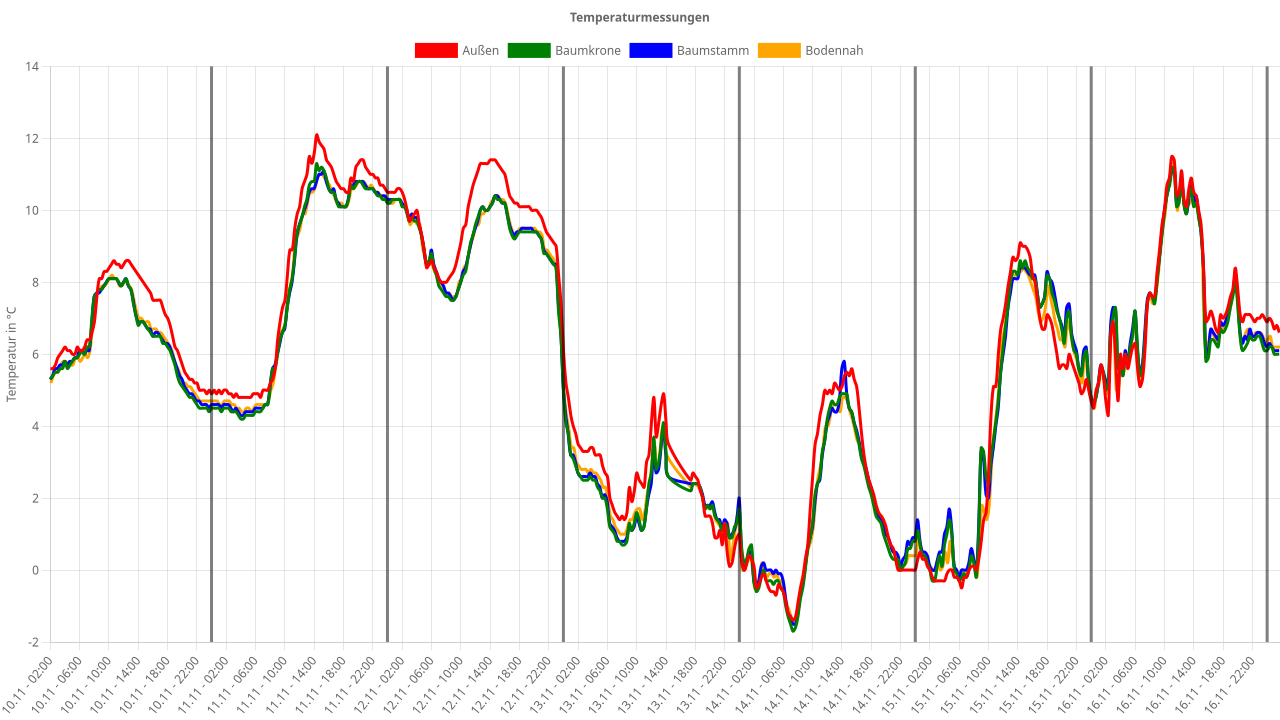 Temperaturmessungen
Außen Baumkrone Baumstamm Bodennah
Temperatur in °C
14
12
10
8
6
4
2
0
-2
10.11 - 02:00
10.11 - 06:00
10.11 - 10:00
10.11 - 14:00
10.11 - 18:00
10.11 - 22:00
11.11 - 02:00
11.11 - 06:00
11.11 - 10:00
11.11 - 14:00
11.11 - 18:00
11.11 - 22:00
12.11 - 02:00
12.11 - 06:00
12.11 - 10:00
12.11 - 14:00
12.11 - 18:00
12.11 - 22:00
13.11 - 02:00
13.11 - 06:00
13.11 - 10:00
13.11 - 14:00
13.11 - 18:00
13.11 - 22:00
14.11 - 02:00
14.11 - 06:00
14.11 - 10:00
14.11 - 14:00
14.11 - 18:00
14.11 - 22:00
15.11 - 02:00
15.11 - 06:00
15.11 - 10:00
15.11 - 14:00
15.11 - 18:00
15.11 - 22:00
16.11 - 02:00
16.11 - 06:00
16.11 - 10:00
16.11 - 14:00
16.11 - 18:00
16.11 - 22:00